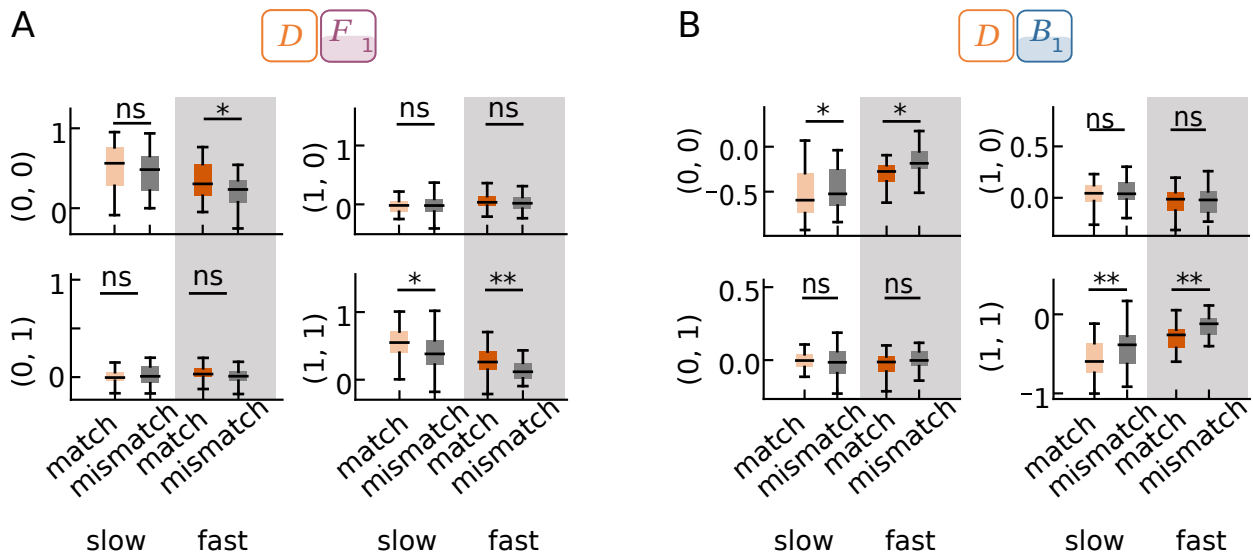 A
D F 1
B
D B 1
(0, 0)
1
0
ns
*
(1, 0)
1
0
ns
ns
(0, 0)
0.0
−0.5
*
*
(1, 0)
0.5
0.0
ns
ns
(0, 1)
1
0
ns
ns
(1, 1)
1
0
*
**
(0, 1)
0.5
0.0
ns
ns
(1, 1)
0
−1
**
**
match
mismatch
match
mismatch
match
mismatch
match
mismatch
match
mismatch
match
mismatch
match
mismatch
match
mismatch
slow fast slow fast slow fast slow fast